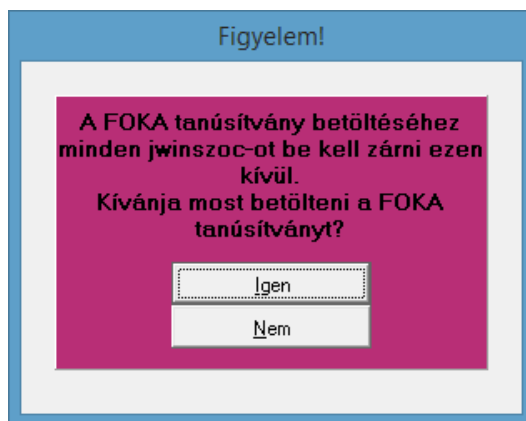 Figyelem!
A FOKA tanúsítvány betöltéséhez
minden jwinszoc-ot be kell zárni ezen
kívül.
Kívánja most betölteni a FOKA
tanúsítványt?
Igen
Nem